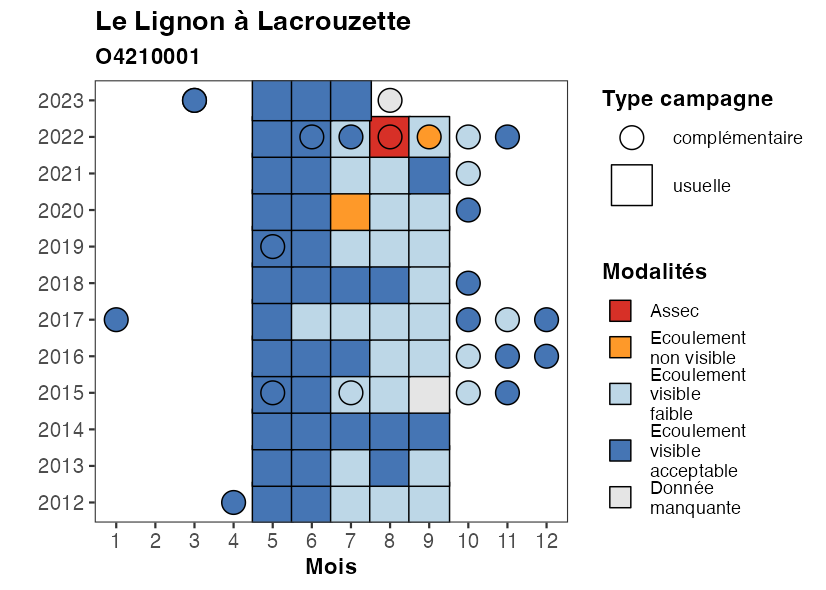 Le Lignon à Lacrouzette
O4210001
2023
2022
2021
2020
2019
2018
2017
2016
2015
2014
2013
2012
1 2 3 4 5 6 7 8 9 10 11 12
Mois
Type campagne
complémentaire
usuelle
Modalités
Assec
Ecoulement
non visible
Ecoulement
visible
faible
Ecoulement
visible
acceptable
Donnée
manquante